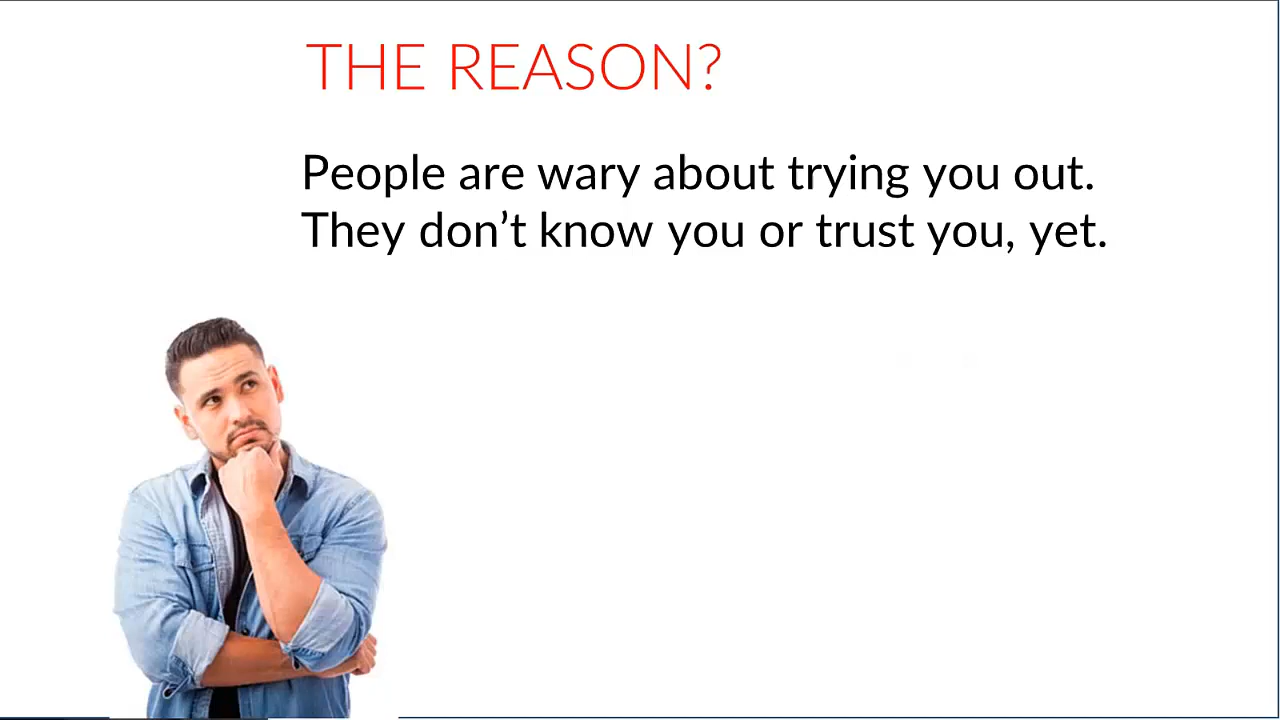 THE REASON?
People are wary about trying you out.
They don’t know you or trust you, yet.